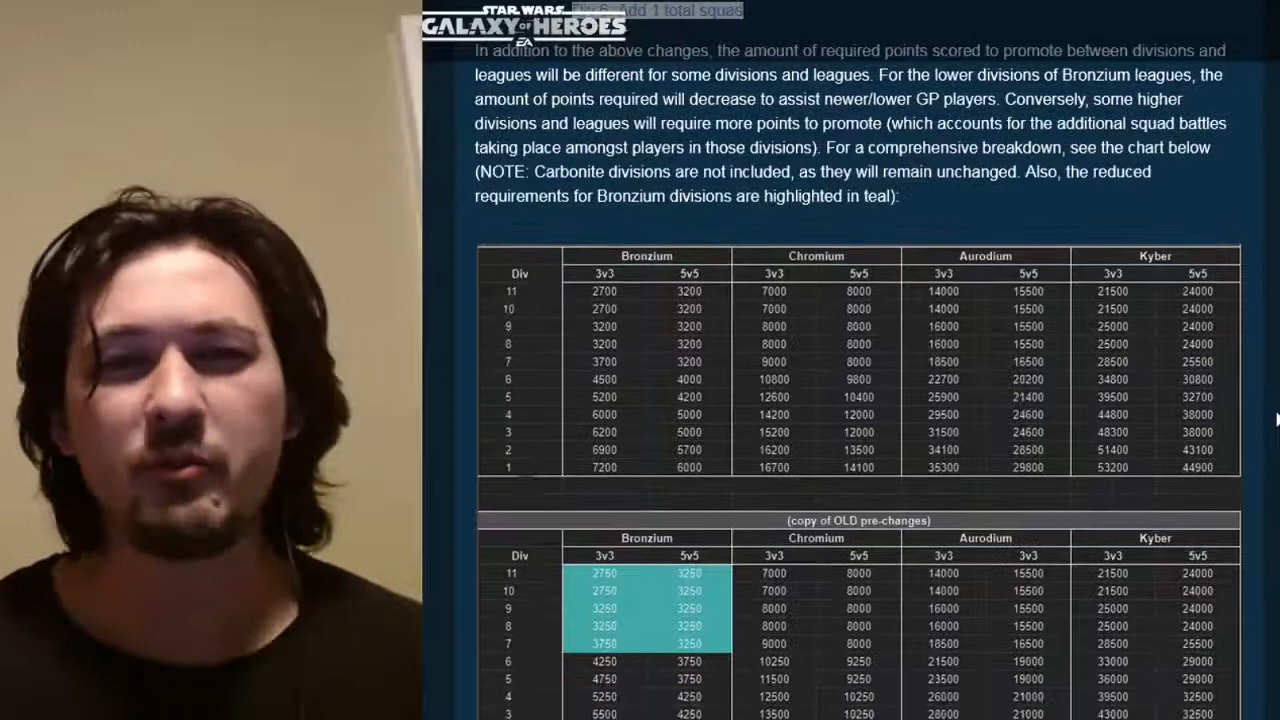 STAR WARS
GALAXY OF HEROES
EA
Div 6: Add 1 total squas
In addition to the above changes, the amount of required points scored to promote between divisions and
leagues will be different for some divisions and leagues. For the lower divisions of Bronzium leagues, the
amount of points required will decrease to assist newer/lower GP players. Conversely, some higher
divisions and leagues will require more points to promote (which accounts for the additional squad battles
taking place amongst players in those divisions). For a comprehensive breakdown, see the chart below
(NOTE: Carbonite divisions are not included, as they will remain unchanged. Also, the reduced
requirements for Bronzium divisions are highlighted in teal):
Bronzium Chromium Aurodium Kyber
Div 3v3 5v5 3v3 5v5 3v3 5v5 3v3 5v5
11 2700 3200 7000 8000 14000 15500 21500 24000
10 2700 3200 7000 8000 14000 15500 21500 24000
9 3200 3200 8000 8000 16000 15500 25000 24000
8 3200 3200 8000 8000 16000 15500 25000 24000
7 3700 3200 9000 8000 18500 16500 28500 25500
6 4500 4000 10800 9800 22700 20200 34800 30800
5 5200 4200 12600 10400 25900 21400 39500 32700
4 6000 5000 14200 12000 29500 24600 44800 38000
3 6200 5000 15200 12000 31500 24600 48300 38000
2 6900 5700 16200 13500 34100 28500 51400 43100
1 7200 6000 16700 14100 35300 29800 53200 44900
(copy of OLD pre-changes)
Bronzium Chromium Aurodium Kyber
Div 3v3 5v5 3v3 5v5 3v3 3v3 3v3 5v5
11 2750 3250 7000 8000 14000 15500 21500 24000
10 2750 3250 7000 8000 14000 15500 21500 24000
9 3250 3250 8000 8000 16000 15500 25000 24000
8 3250 3250 8000 8000 16000 15500 25000 24000
7 3750 3250 9000 8000 18500 16500 28500 25500
6 4250 3750 10250 9250 21500 19000 33000 29000
5 4750 3750 11500 9250 23500 19000 36000 29000
4 5250 4250 12500 10250 26000 21000 39500 32500
3 5500 4250 13500 10250 28000 21000 43000 32500